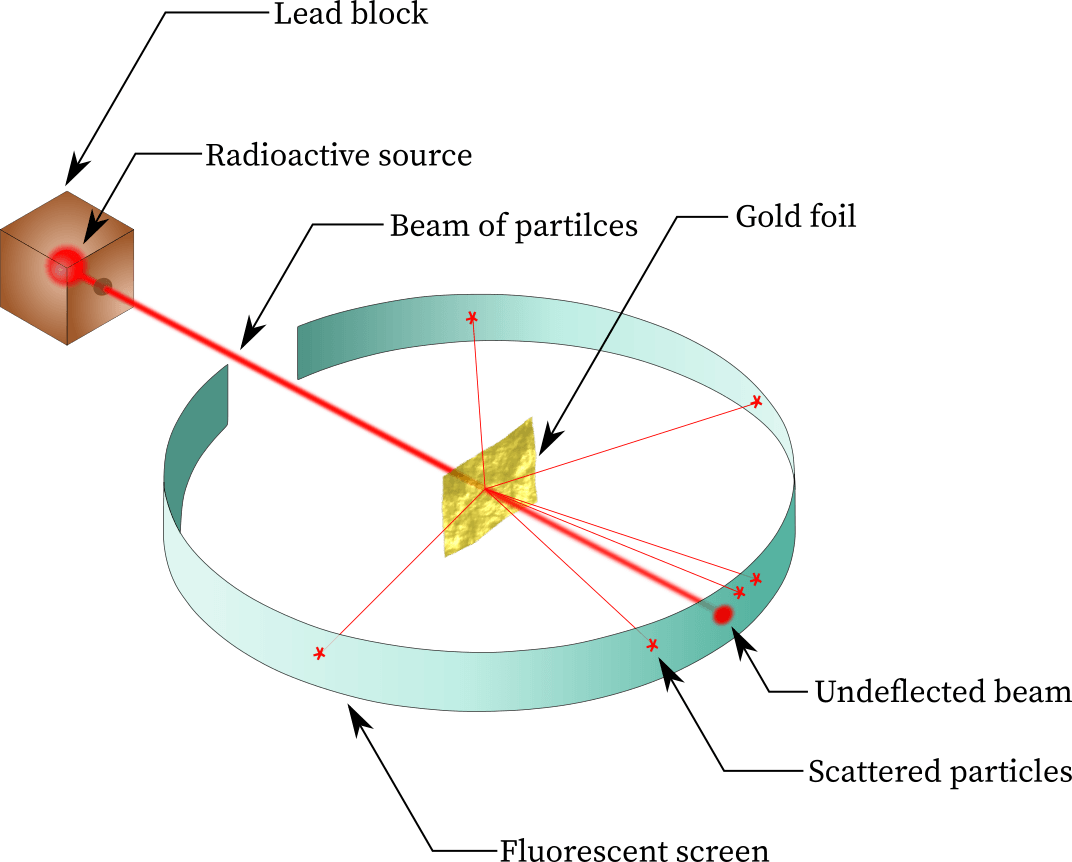 Lead block
Radioactive source
Beam of partilces
Gold foil
Undeflected beam
Scattered particles
Fluorescent screen